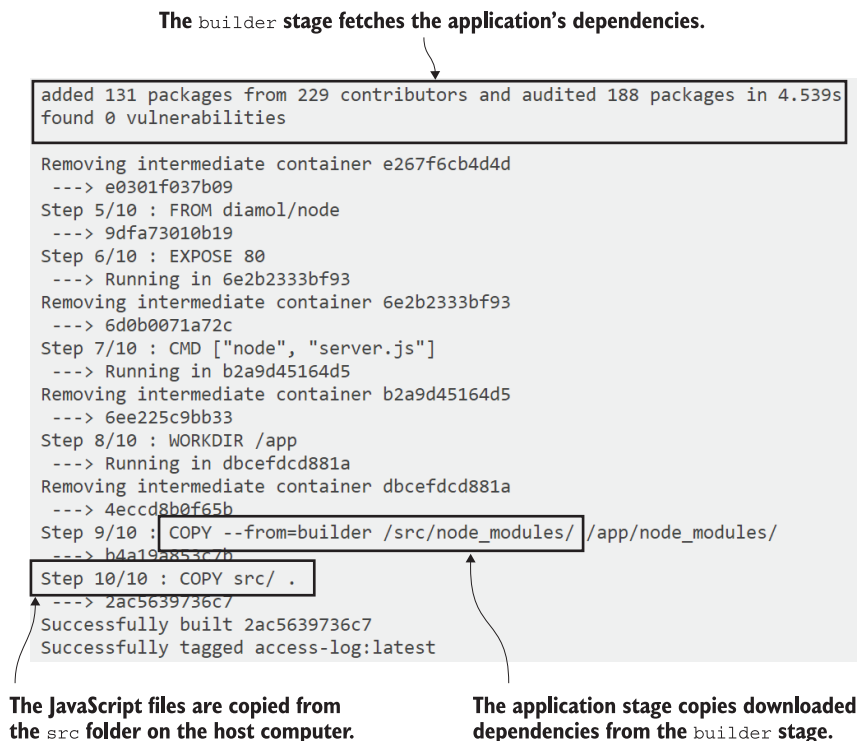 The builder stage fetches the application's dependencies.
added 131 packages from 229 contributors and audited 188 packages in 4.539s
found 0 vulnerabilities
Removing intermediate container e267f6cb4d4d
---> e0301f037b09
Step 5/10 : FROM diamol/node
---> 9dfa73010b19
Step 6/10 : EXPOSE 80
---> Running in 6e2b2333bf93
Removing intermediate container 6e2b2333bf93
---> 6d0b0071a72c
Step 7/10 : CMD ["node", "server.js"]
---> Running in b2a9d45164d5
Removing intermediate container b2a9d45164d5
---> 6ee225c9bb33
Step 8/10 : WORKDIR /app
---> Running in dbcefdcd881a
Removing intermediate container dbcefdcd881a
---> 4eccd8b0f65b
Step 9/10 : COPY --from=builder /src/node_modules/ /app/node_modules/
---> b4a19a853c7b
Step 10/10 : COPY src/ .
---> 2ac5639736c7
Successfully built 2ac5639736c7
Successfully tagged access-log:latest
The JavaScript files are copied from
the src folder on the host computer.
The application stage copies downloaded
dependencies from the builder stage.